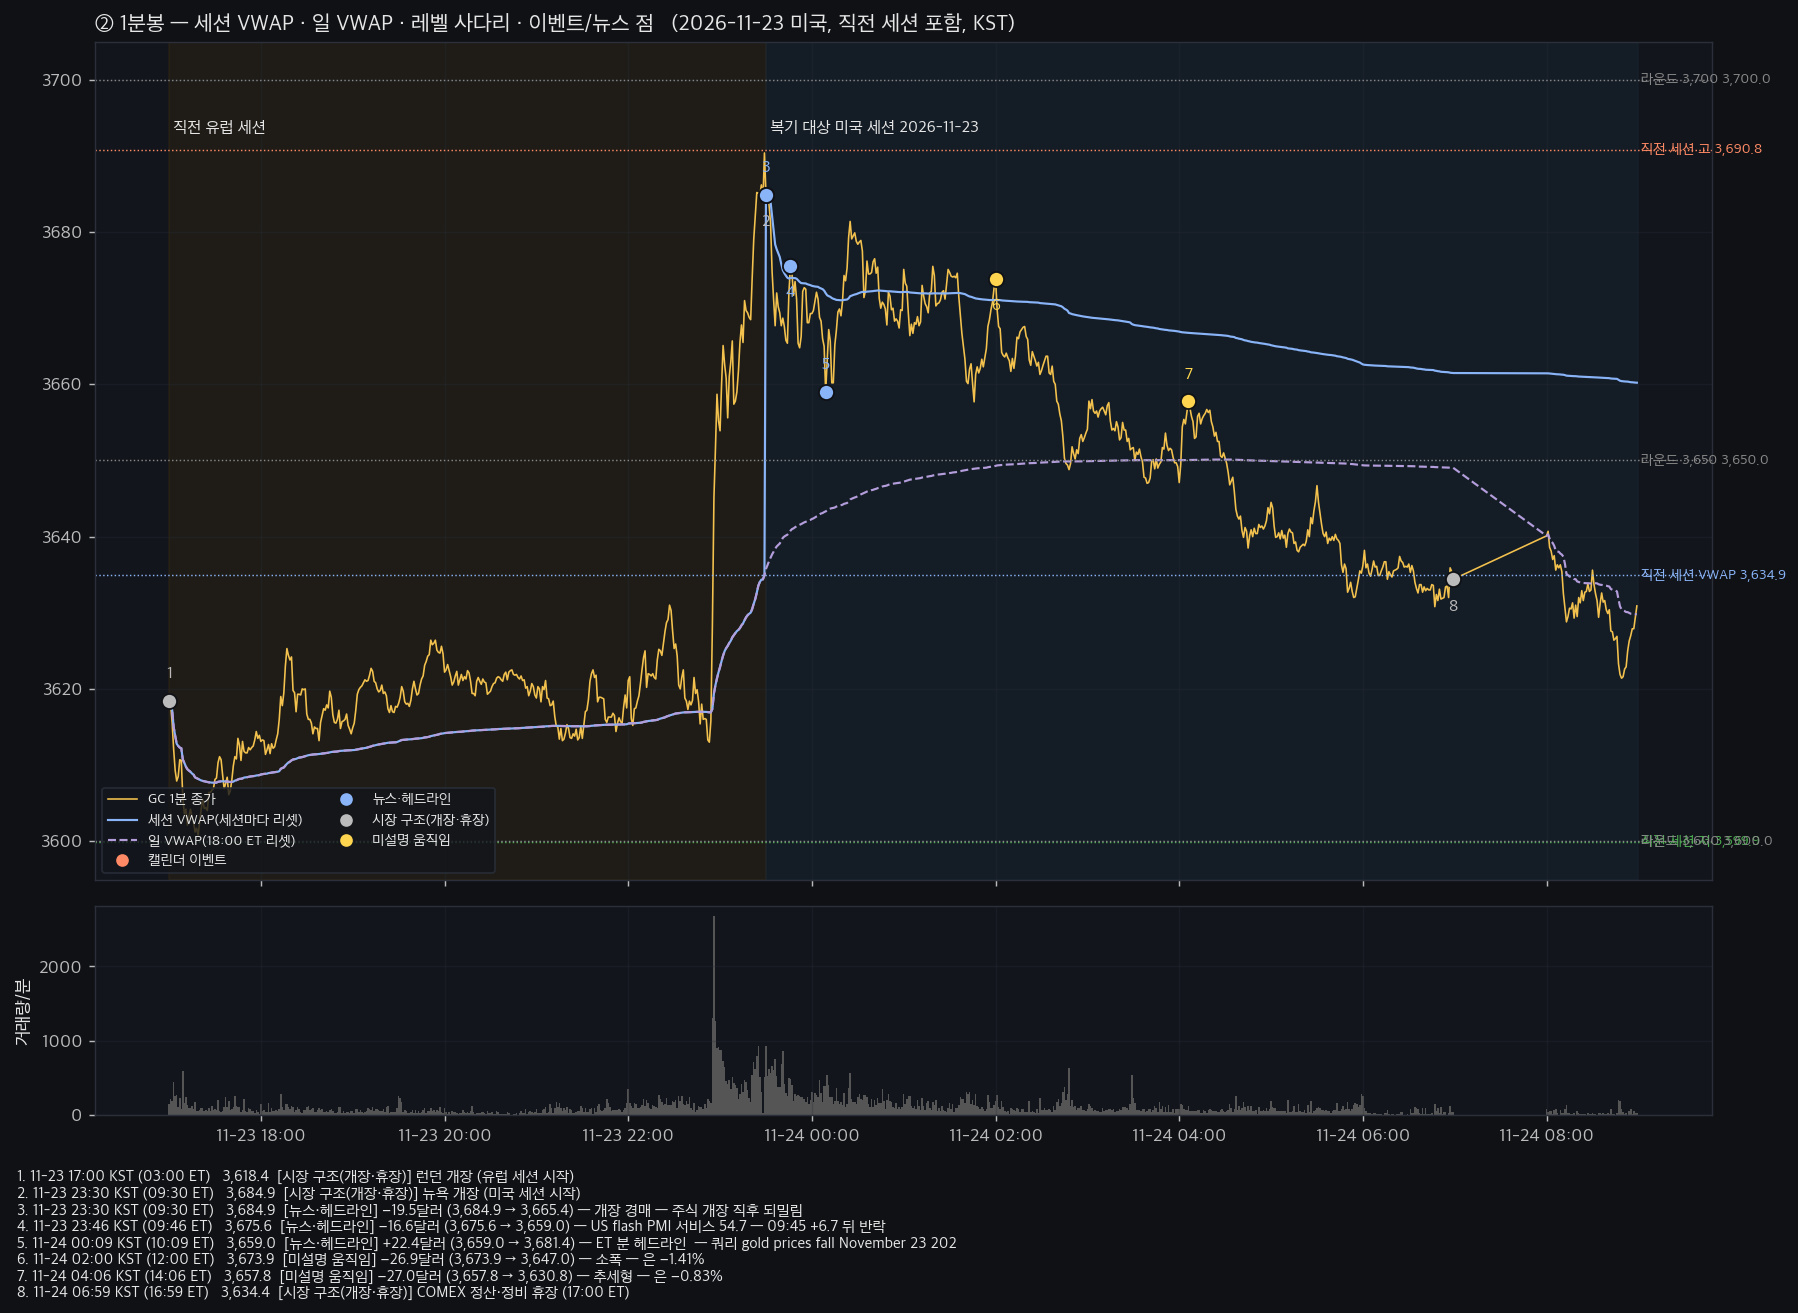 ② 1분봉 — 세션 VWAP · 일 VWAP · 레벨 사다리 · 이벤트/뉴스 점   (2026-11-23 미국, 직전 세션 포함, KST)
3700
라운드 3,700 3,700.0
직전 유럽 세션
복기 대상 미국 세션 2026-11-23
직전 세션 고 3,690.8
3
2
3680
4
6
5
3660
7
라운드 3,650 3,650.0
3640
직전 세션 VWAP 3,634.9
8
1
3620
3600
GC 1분 종가
세션 VWAP(세션마다 리셋)
일 VWAP(18:00 ET 리셋)
캘린더 이벤트
뉴스·헤드라인
시장 구조(개장·휴장)
미설명 움직임
거래량/분
2000
1000
0
11-23 18:00
11-23 20:00
11-23 22:00
11-24 00:00
11-24 02:00
11-24 04:00
11-24 06:00
11-24 08:00
1. 11-23 17:00 KST (03:00 ET)   3,618.4  [시장 구조(개장·휴장)] 런던 개장 (유럽 세션 시작)
2. 11-23 23:30 KST (09:30 ET)   3,684.9  [시장 구조(개장·휴장)] 뉴욕 개장 (미국 세션 시작)
3. 11-23 23:30 KST (09:30 ET)   3,684.9  [뉴스·헤드라인] −19.5달러 (3,684.9 → 3,665.4) — 개장 경매 — 주식 개장 직후 되밀림
4. 11-23 23:46 KST (09:46 ET)   3,675.6  [뉴스·헤드라인] −16.6달러 (3,675.6 → 3,659.0) — US flash PMI 서비스 54.7 — 09:45 +6.7 뒤 반락
5. 11-24 00:09 KST (10:09 ET)   3,659.0  [뉴스·헤드라인] +22.4달러 (3,659.0 → 3,681.4) — ET 분 헤드라인  — 쿼리 gold prices fall November 23 202
6. 11-24 02:00 KST (12:00 ET)   3,673.9  [미설명 움직임] −26.9달러 (3,673.9 → 3,647.0) — 소폭 — 은 −1.41%
7. 11-24 04:06 KST (14:06 ET)   3,657.8  [미설명 움직임] −27.0달러 (3,657.8 → 3,630.8) — 추세형 — 은 −0.83%
8. 11-24 06:59 KST (16:59 ET)   3,634.4  [시장 구조(개장·휴장)] COMEX 정산·정비 휴장 (17:00 ET)